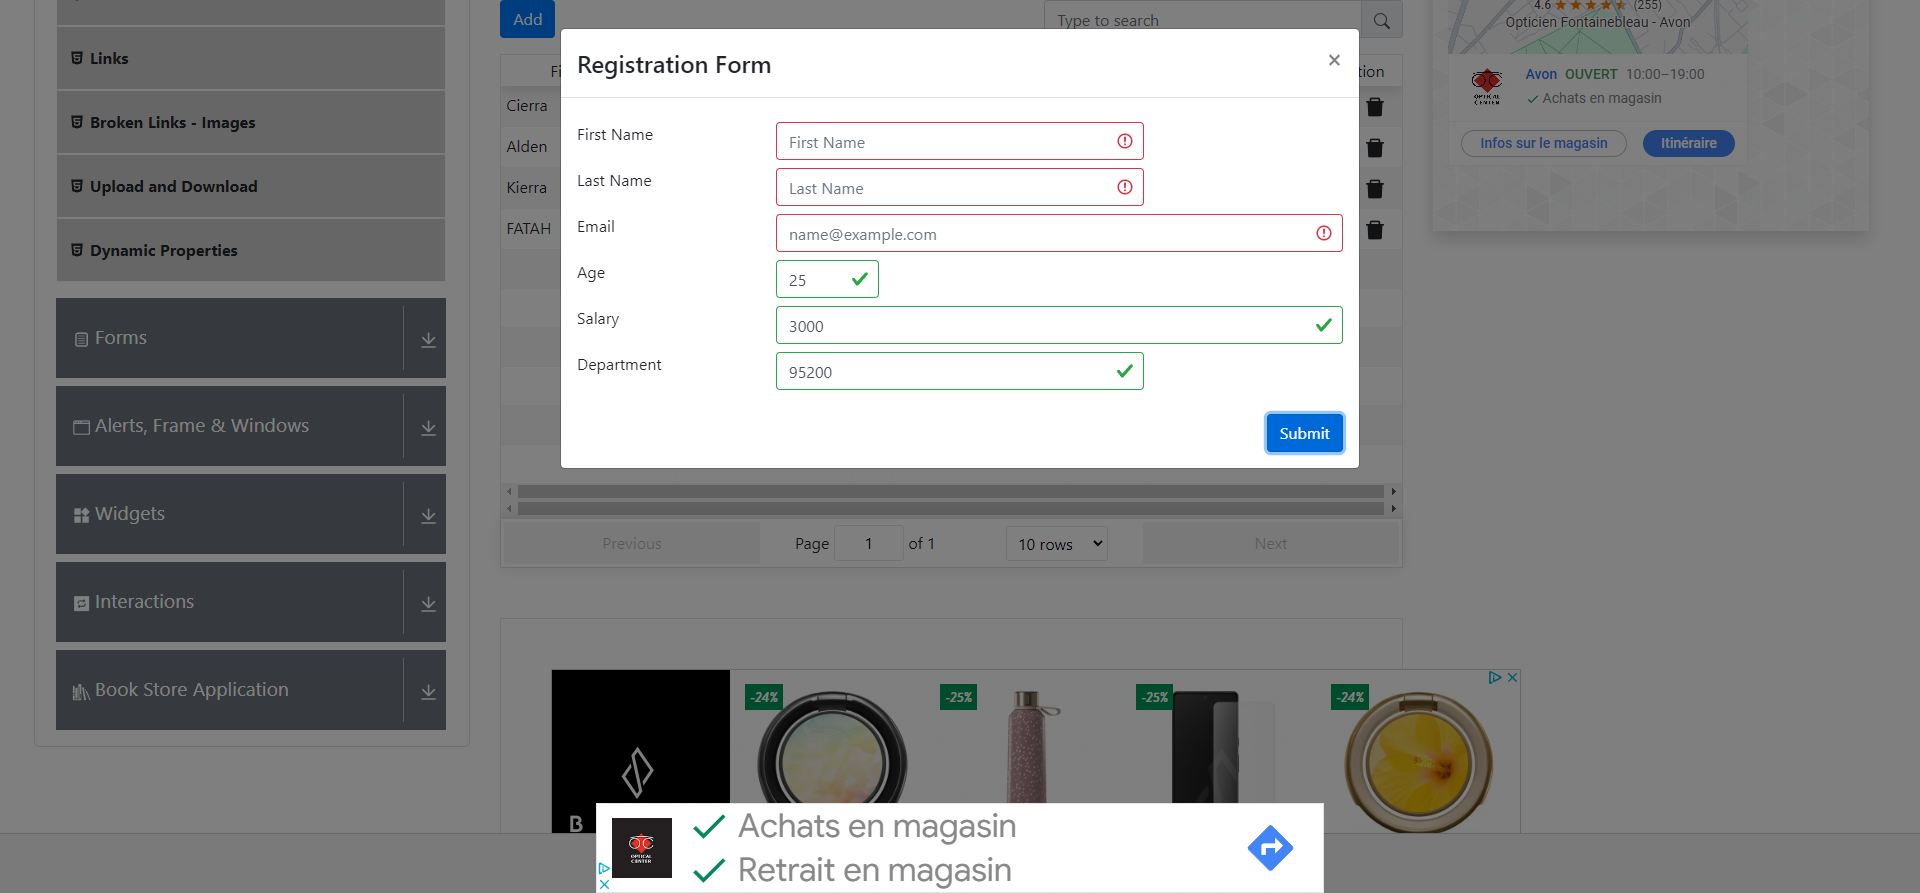 Links
Broken Links - Images
Upload and Download
Dynamic Properties
Forms
Alerts, Frame & Windows
Widgets
Interactions
Book Store Application
Add
Type to search
Cierra
Alden
Kierra
FATAH
Registration Form
×
First Name
First Name
Last Name
Last Name
Email
name@example.com
Age
25
Salary
3000
Department
95200
Submit
Previous
Page 1 of 1
10 rows
Next
4.6 (255)
Opticien Fontainebleau - Avon
OPTICAL CENTER
Avon OUVERT 10:00–19:00
Achats en magasin
Infos sur le magasin
Itinéraire
-24%
-25%
-25%
-24%
B
OPTICAL
CENTER
Achats en magasin
Retrait en magasin